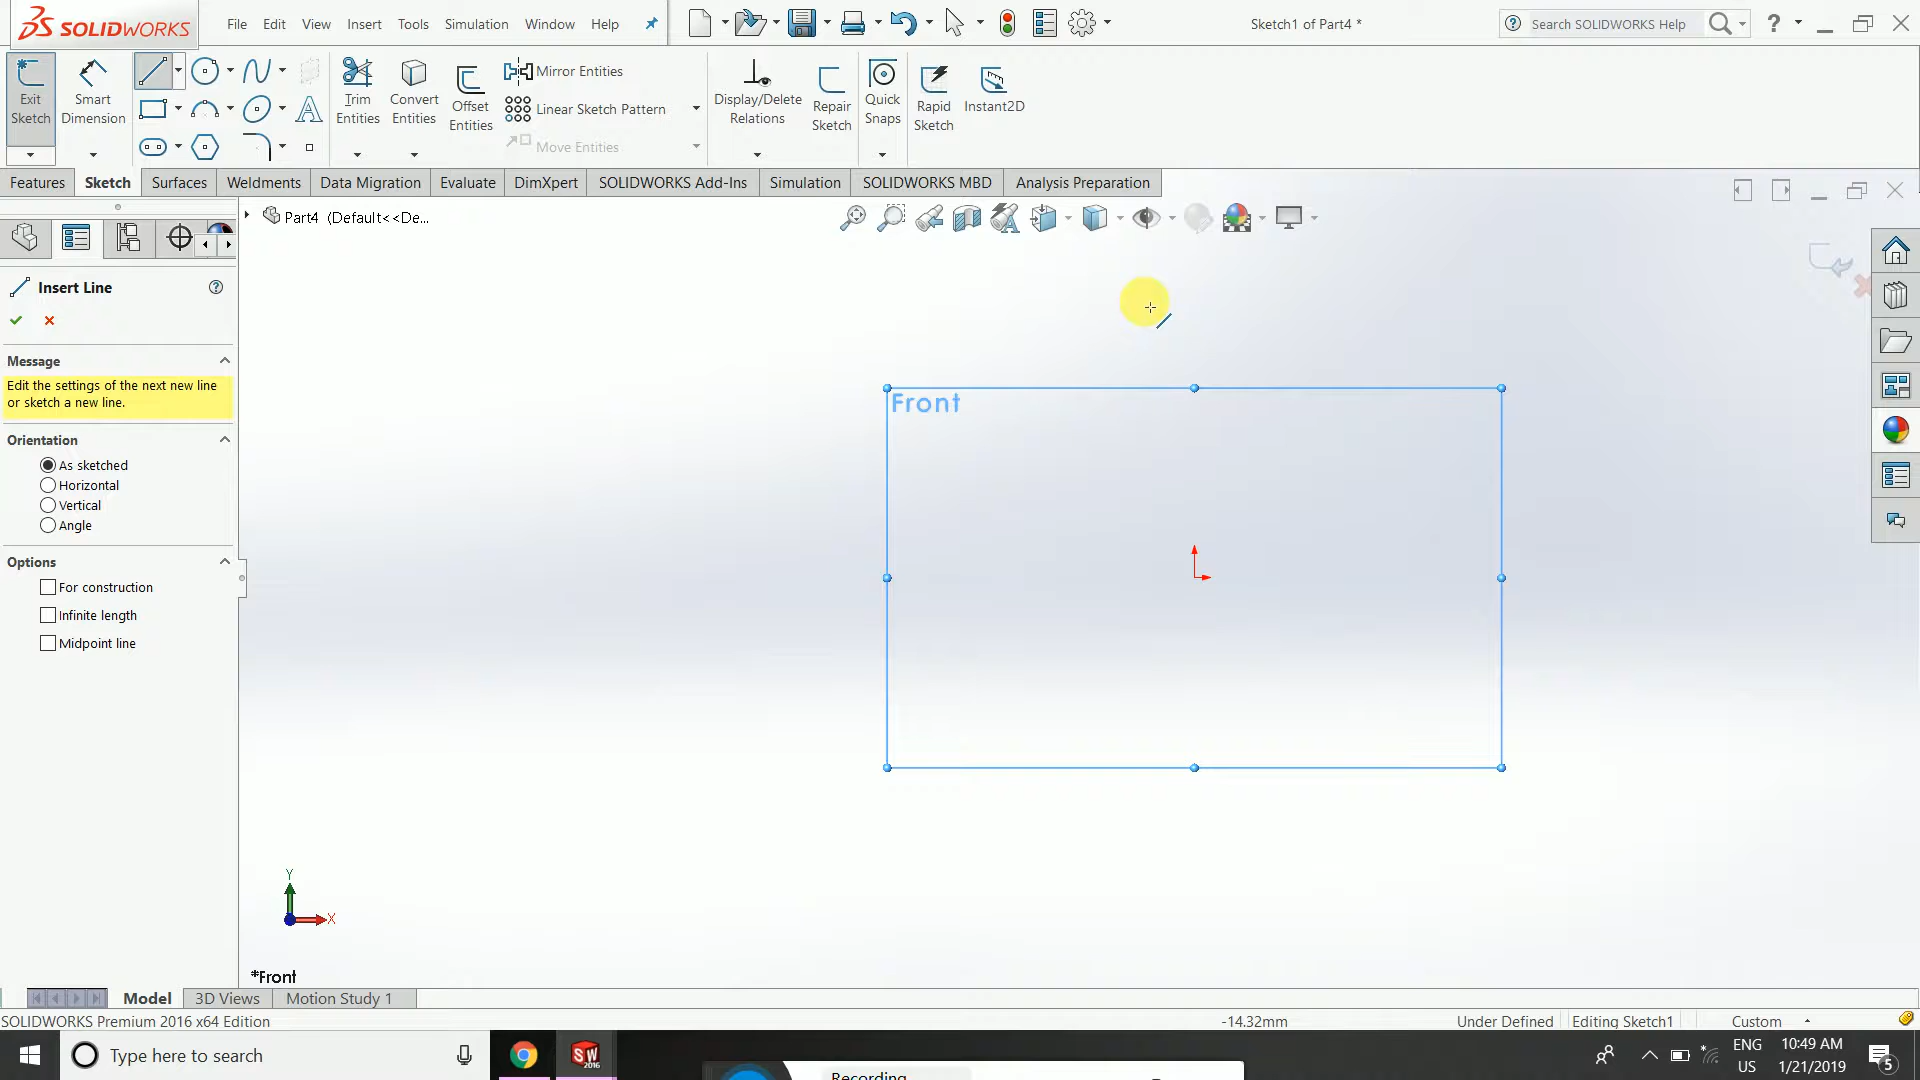 SOLIDWORKS
File Edit View Insert Tools Simulation Window Help
Sketch1 of Part4 *
Search SOLIDWORKS Help
Exit Sketch
Smart Dimension
Trim Entities
Convert Entities
Offset Entities
Mirror Entities
Linear Sketch Pattern
Move Entities
Display/Delete Relations
Repair Sketch
Quick Snaps
Rapid Sketch
Instant2D
Features Sketch Surfaces Weldments Data Migration Evaluate DimXpert SOLIDWORKS Add-Ins Simulation SOLIDWORKS MBD Analysis Preparation
Part4 (Default<<De...
Insert Line
Message
Edit the settings of the next new line
or sketch a new line.
Orientation
As sketched
Horizontal
Vertical
Angle
Options
For construction
Infinite length
Midpoint line
Front
Y
X
*Front
Model 3D Views Motion Study 1
SOLIDWORKS Premium 2016 x64 Edition
-14.32mm
Under Defined
Editing Sketch1
Custom
Type here to search
SW
2016
Recording
ENG
US
10:49 AM
1/21/2019
5